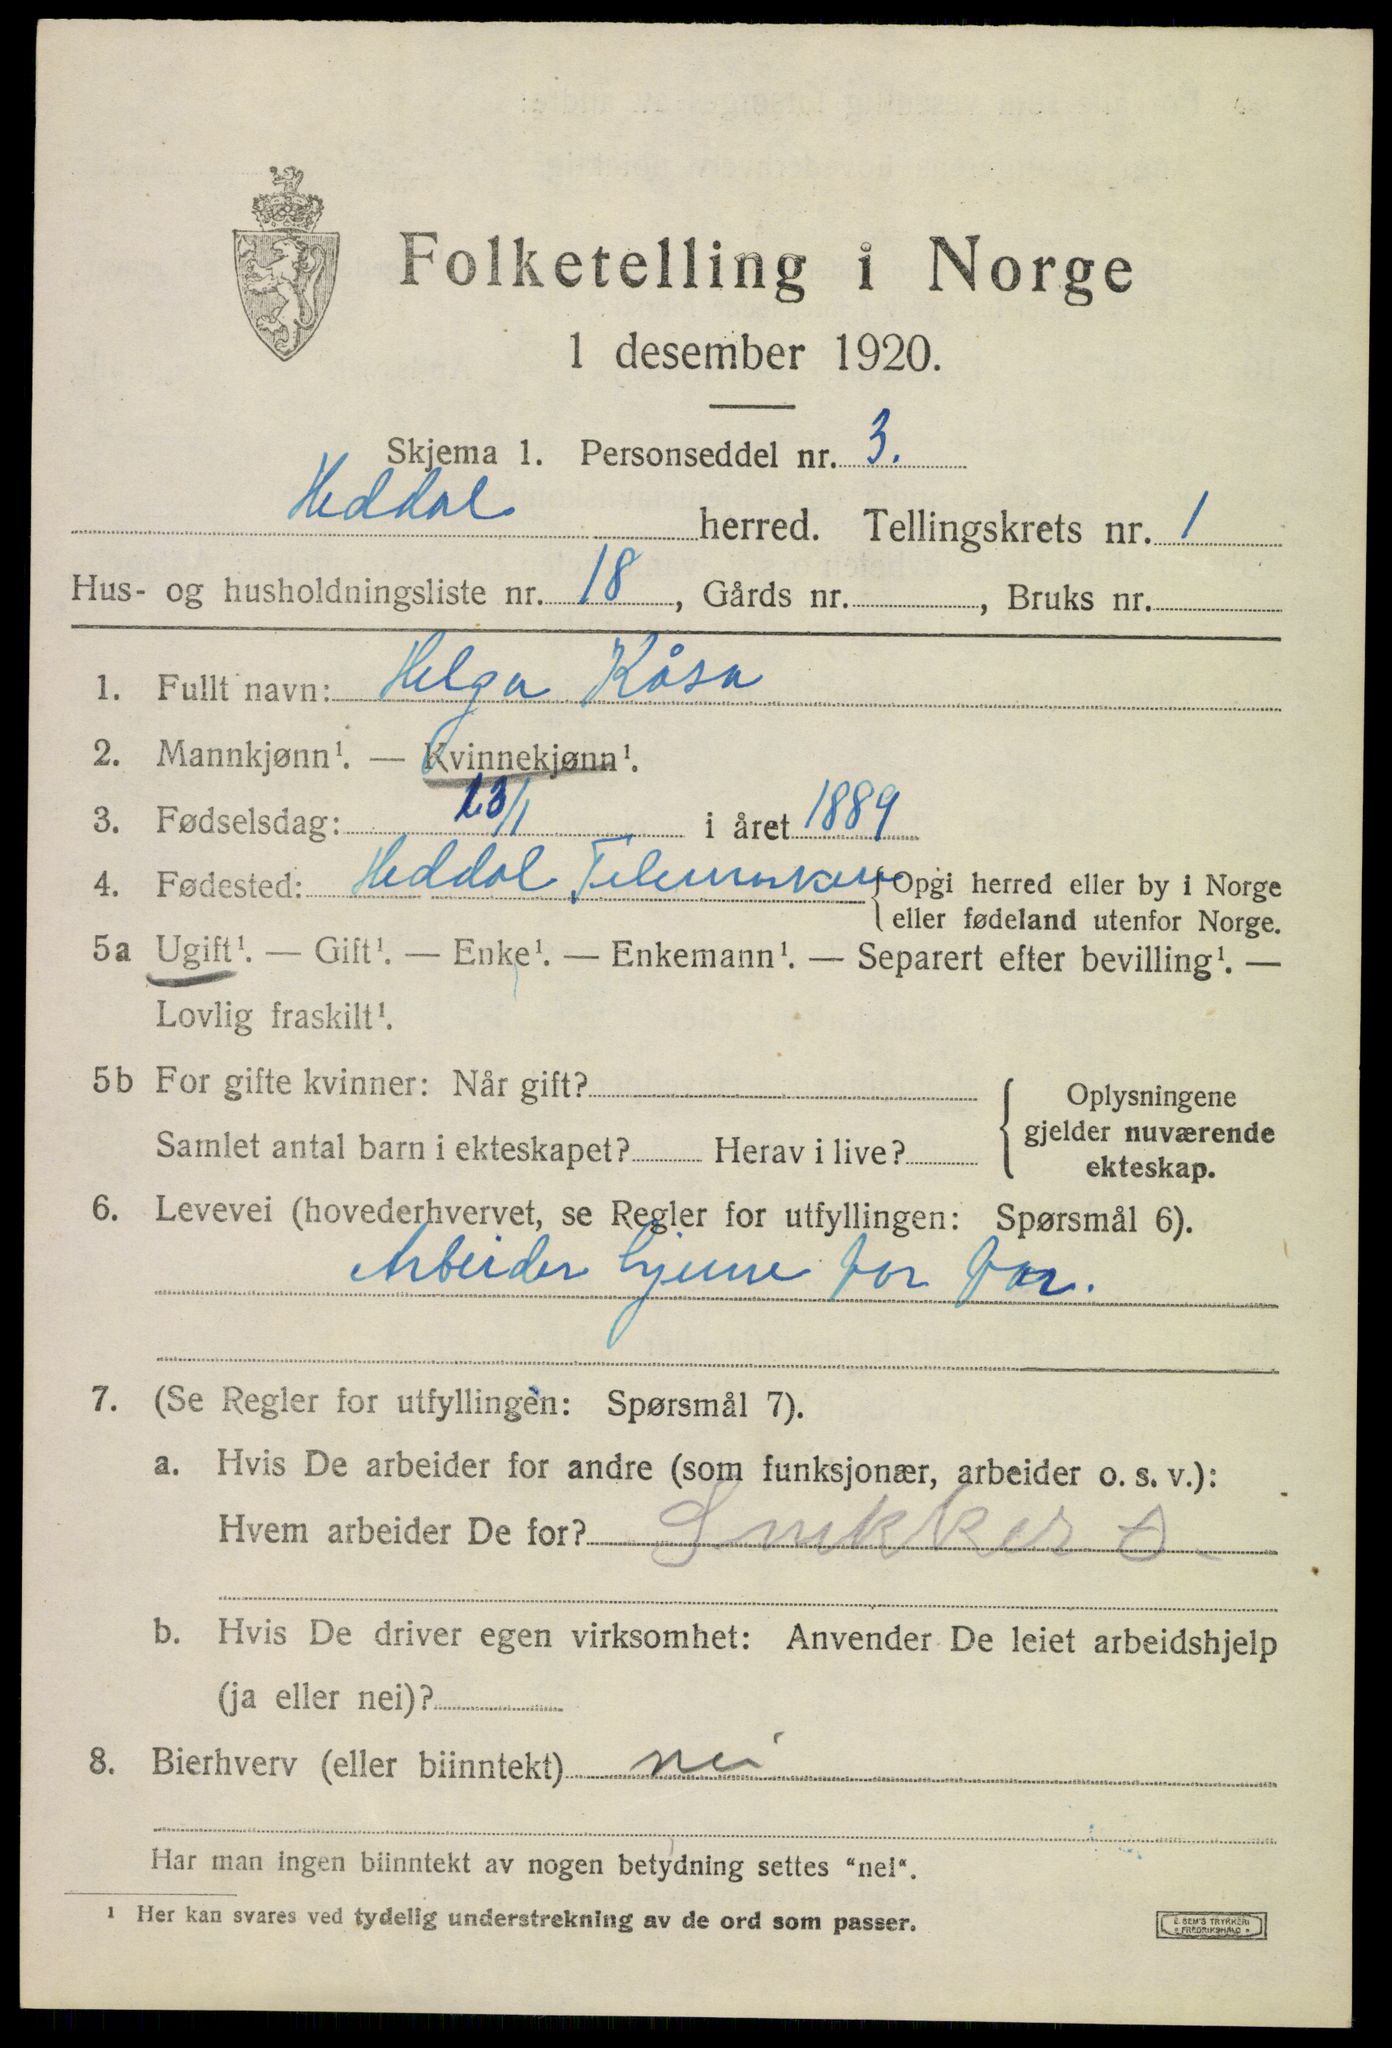 Folketelling i Norge
1 desember 1920.
Skjema 1. Personseddel nr. 3.
Heddal herred. Tellingskrets nr. 1
Hus- og husholdningsliste nr. 18, Gårds nr. , Bruks nr.
1. Fullt navn: Helga Kåsa
2. Mannkjønn¹. — Kvinnekjønn¹.
3. Fødselsdag: 23/1 i året 1889
4. Fødested: Heddal Telemarken {Opgi herred eller by i Norge
eller fødeland utenfor Norge.
5a Ugift¹. — Gift¹. — Enke¹. — Enkemann¹. — Separert efter bevilling¹. —
Lovlig fraskilt¹.
5b For gifte kvinner: Når gift?
Samlet antal barn i ekteskapet? Herav i live?
Oplysningene
gjelder nuværende
ekteskap.
6. Levevei (hovederhvervet, se Regler for utfyllingen: Spørsmål 6).
Arbeider hjeme for far.
7. (Se Regler for utfyllingen: Spørsmål 7).
a. Hvis De arbeider for andre (som funksjonær, arbeider o. s. v.):
Hvem arbeider De for? Snekker
b. Hvis De driver egen virksomhet: Anvender De leiet arbeidshjelp
(ja eller nei)?
8. Bierhverv (eller biinntekt) nei
Har man ingen biinntekt av nogen betydning settes "nei".
¹ Her kan svares ved tydelig understrekning av de ord som passer.
E. SEM'S TRYKKERI
FREDRIKSHALD